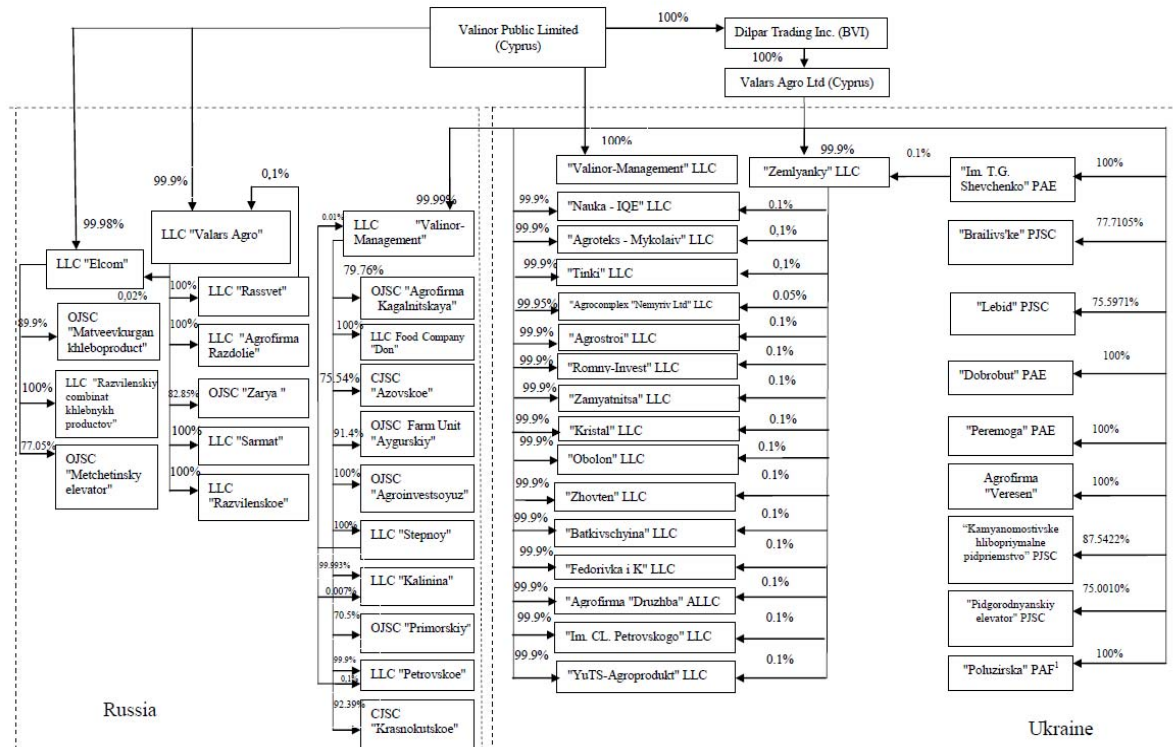 Valinor Public Limited
(Cyprus)
100%
Dilpar Trading Inc. (BVI)
100%
Valars Agro Ltd (Cyprus)
99.98%
LLC "Elcom"
0,02%
89.9%
OJSC
"Matveevkurgan
khleboproduct"
100%
LLC "Razvilenskiy
combinat
khlebnykh
productov"
77.05%
OJSC
"Metchetinsky
elevator"
99.9%
0,1%
LLC "Valars Agro"
100%
LLC "Rassvet"
100%
LLC "Agrofirma
Razdolie"
82.85%
OJSC "Zarya "
100%
LLC "Sarmat"
100%
LLC
"Razvilenskoe"
99.99%
0.01%
LLC "Valinor-
Management"
79.76%
OJSC "Agrofirma
Kagalnitskaya"
100%
LLC Food Company
"Don"
75.54%
CJSC
"Azovskoe"
91.4%
OJSC Farm Unit
"Aygurskiy"
100%
OJSC
"Agroinvestsoyuz"
100%
LLC "Stepnoy"
99.993%
LLC "Kalinina"
0.007%
70.5%
OJSC "Primorskiy"
99.9%
LLC "Petrovskoe"
0,1%
92.39%
CJSC
"Krasnokutskoe"
Russia
100%
"Valinor-Management" LLC
99.9%
"Zemlyanky" LLC
0.1%
99.9%
"Nauka - IQE" LLC
0.1%
99.9%
"Agroteks - Mykolaiv" LLC
0,1%
99.9%
"Tinki" LLC
0,1%
99.95%
"Agrocomplex "Nemyriv Ltd" LLC
0.05%
99.9%
"Agrostroi" LLC
0.1%
99.9%
"Romny-Invest" LLC
0.1%
99.9%
"Zamyatnitsa" LLC
0.1%
99.9%
"Kristal" LLC
0.1%
99.9%
"Obolon" LLC
0.1%
99.9%
"Zhovten" LLC
0.1%
99.9%
"Batkivschyina" LLC
0.1%
99.9%
"Fedorivka i K" LLC
0.1%
99.9%
"Agrofirma "Druzhba" ALLC
0.1%
99.9%
"Im. CL. Petrovskogo" LLC
0.1%
99.9%
"YuTS-Agroprodukt" LLC
0.1%
"Im. T.G.
Shevchenko" PAE
100%
"Brailivs'ke" PJSC
77.7105%
"Lebid" PJSC
75.5971%
"Dobrobut" PAE
100%
"Peremoga" PAE
100%
Agrofirma
"Veresen"
100%
"Kamyanomostivske
hlibopriymalne
pidpriemstvo" PJSC
87.5422%
"Pidgorodnyanskiy
elevator" PJSC
75.0010%
"Poluzirska" PAF1
100%
Ukraine